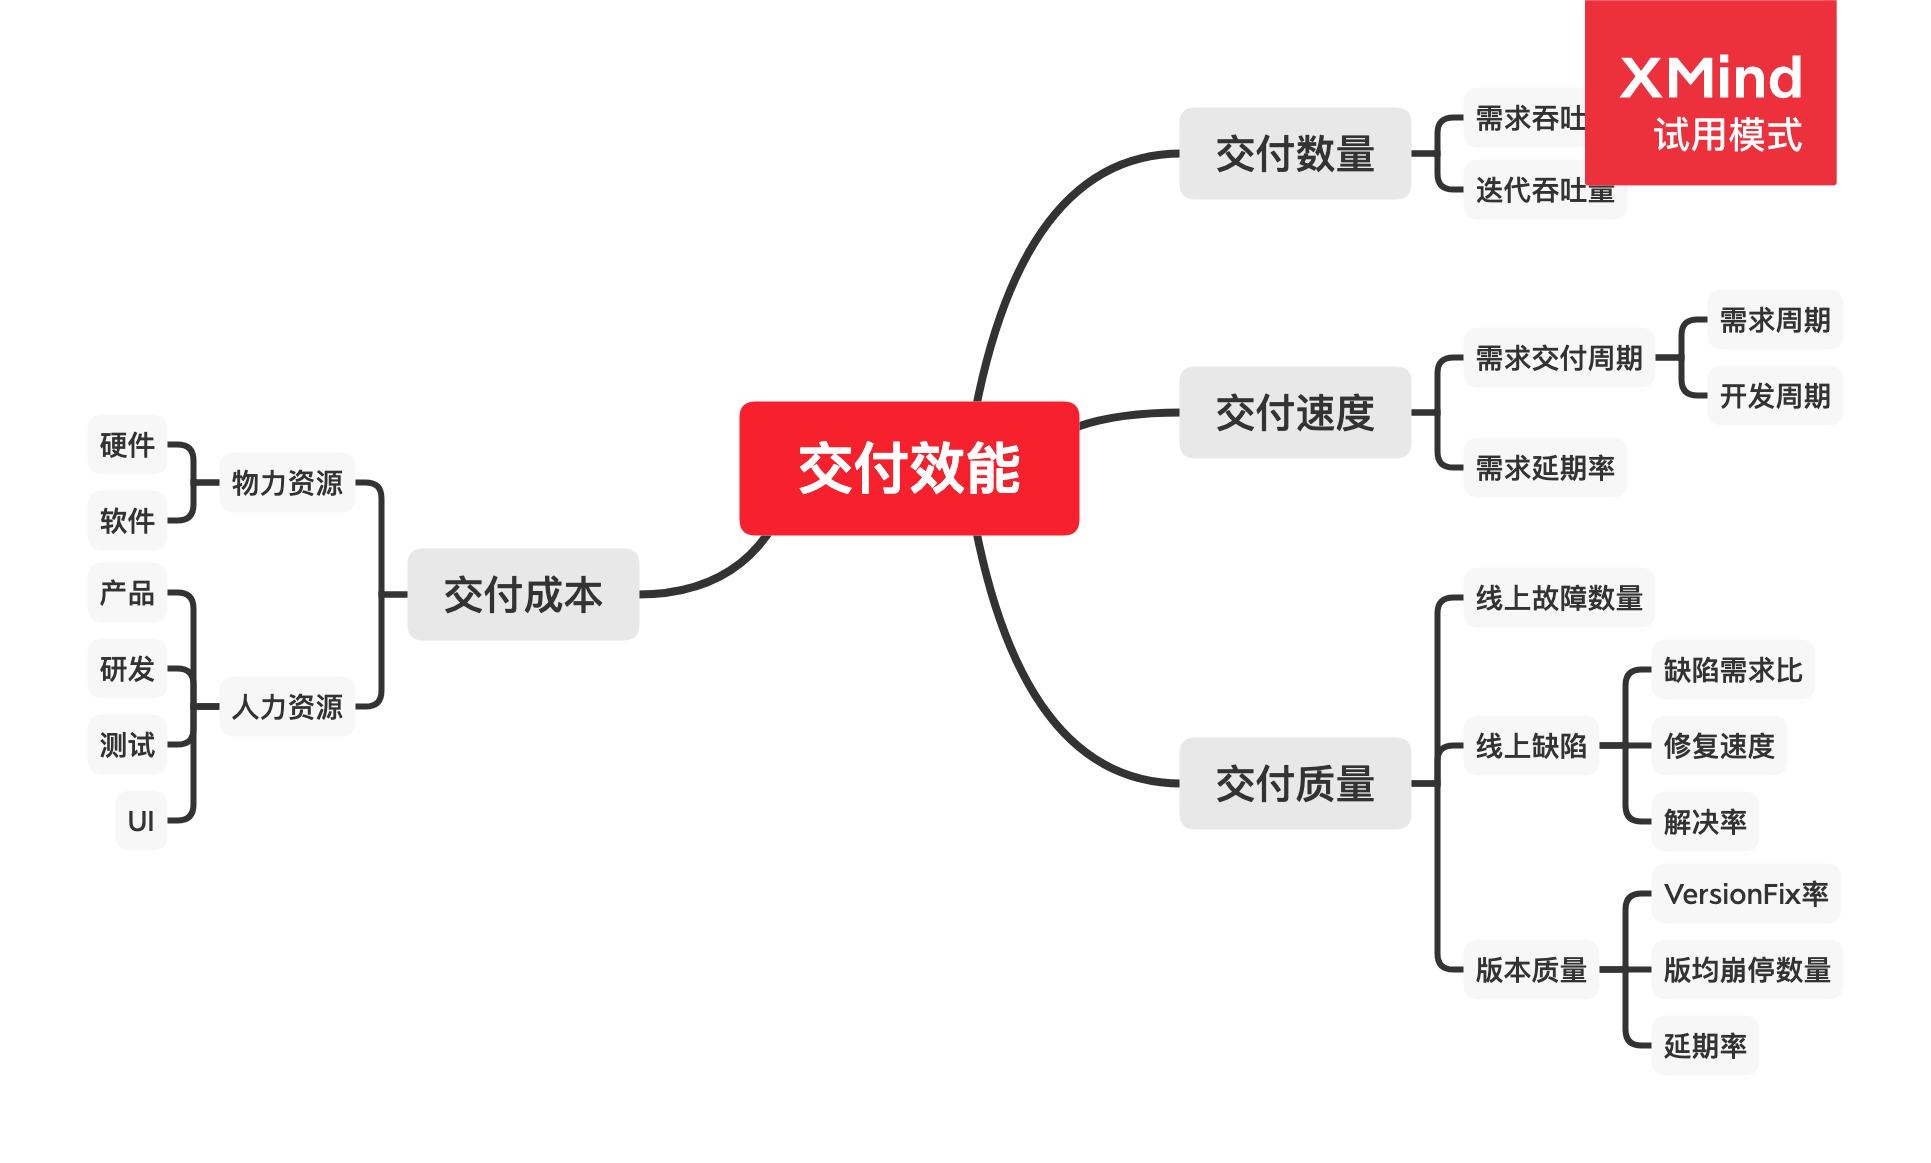 交付效能
交付数量
需求吞吐
迭代吞吐量
交付速度
需求交付周期
需求周期
开发周期
需求延期率
交付质量
线上故障数量
线上缺陷
缺陷需求比
修复速度
解决率
版本质量
VersionFix率
版均崩停数量
延期率
交付成本
物力资源
硬件
软件
人力资源
产品
研发
测试
UI
XMind
试用模式